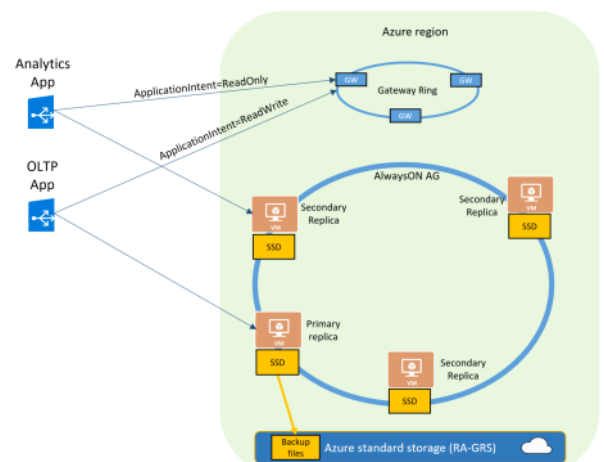 Azure region
Analytics
App
ApplicationIntent=ReadOnly
GW
GW
Gateway Ring
GW
ApplicationIntent=ReadWrite
OLTP
App
AlwaysON AG
VM
SSD
Secondary
Replica
Secondary
Replica
VM
SSD
VM
SSD
Primary
replica
VM
SSD
Secondary
Replica
Backup
files
Azure standard storage (RA-GRS)